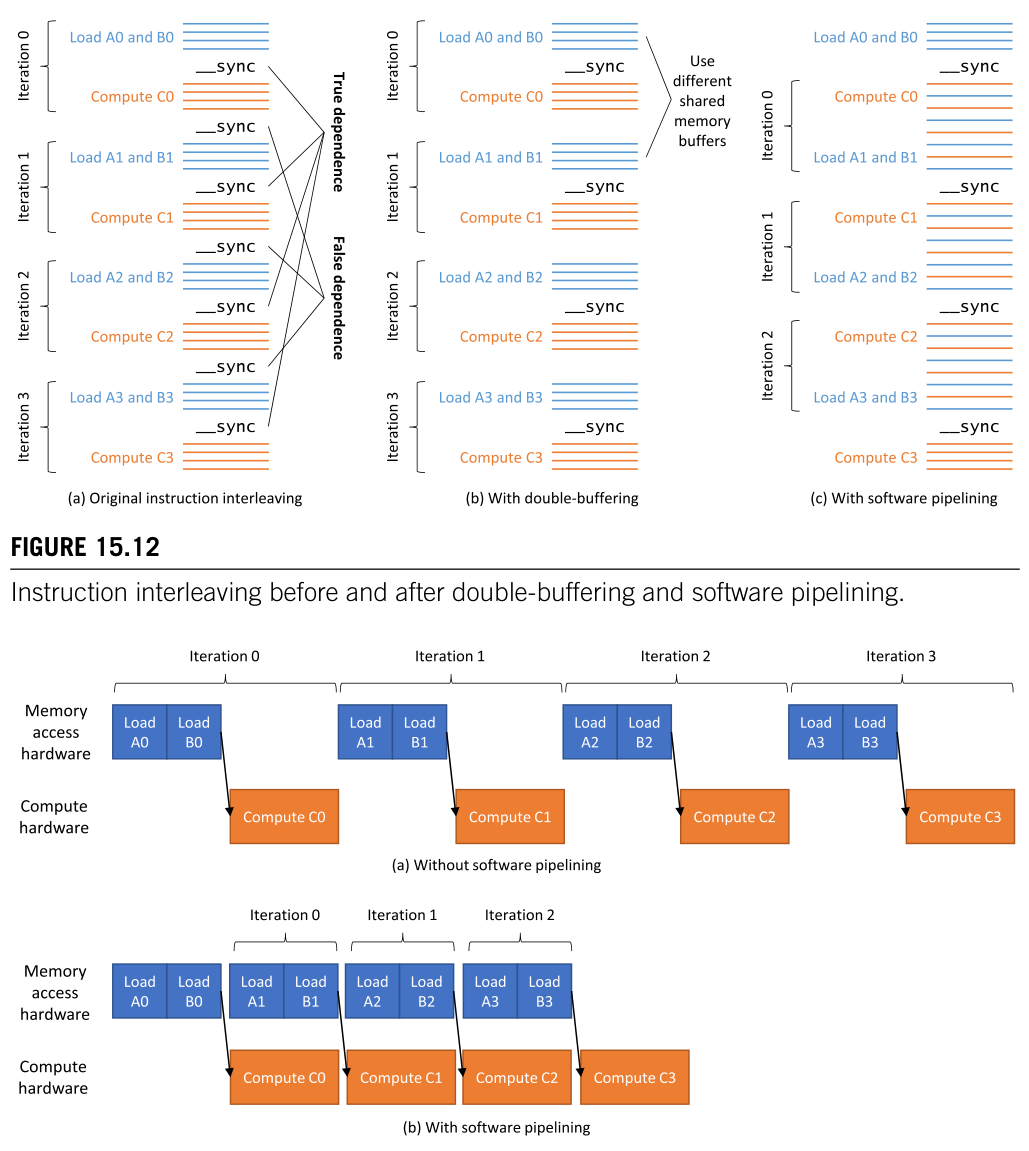 Iteration 0
Load A0 and B0
__sync
Compute C0
__sync
Iteration 1
Load A1 and B1
__sync
Compute C1
__sync
Iteration 2
Load A2 and B2
__sync
Compute C2
__sync
Iteration 3
Load A3 and B3
__sync
Compute C3
True dependence
False dependence
(a) Original instruction interleaving
Iteration 0
Load A0 and B0
__sync
Compute C0
Iteration 1
Load A1 and B1
__sync
Compute C1
Iteration 2
Load A2 and B2
__sync
Compute C2
Iteration 3
Load A3 and B3
__sync
Compute C3
Use
different
shared
memory
buffers
(b) With double-buffering
Load A0 and B0
__sync
Iteration 0
Compute C0
Load A1 and B1
__sync
Iteration 1
Compute C1
Load A2 and B2
__sync
Iteration 2
Compute C2
Load A3 and B3
__sync
Compute C3
(c) With software pipelining
FIGURE 15.12
Instruction interleaving before and after double-buffering and software pipelining.
Iteration 0
Iteration 1
Iteration 2
Iteration 3
Memory
access
hardware
Load
A0
Load
B0
Load
A1
Load
B1
Load
A2
Load
B2
Load
A3
Load
B3
Compute
hardware
Compute C0
Compute C1
Compute C2
Compute C3
(a) Without software pipelining
Iteration 0
Iteration 1
Iteration 2
Memory
access
hardware
Load
A0
Load
B0
Load
A1
Load
B1
Load
A2
Load
B2
Load
A3
Load
B3
Compute
hardware
Compute C0
Compute C1
Compute C2
Compute C3
(b) With software pipelining